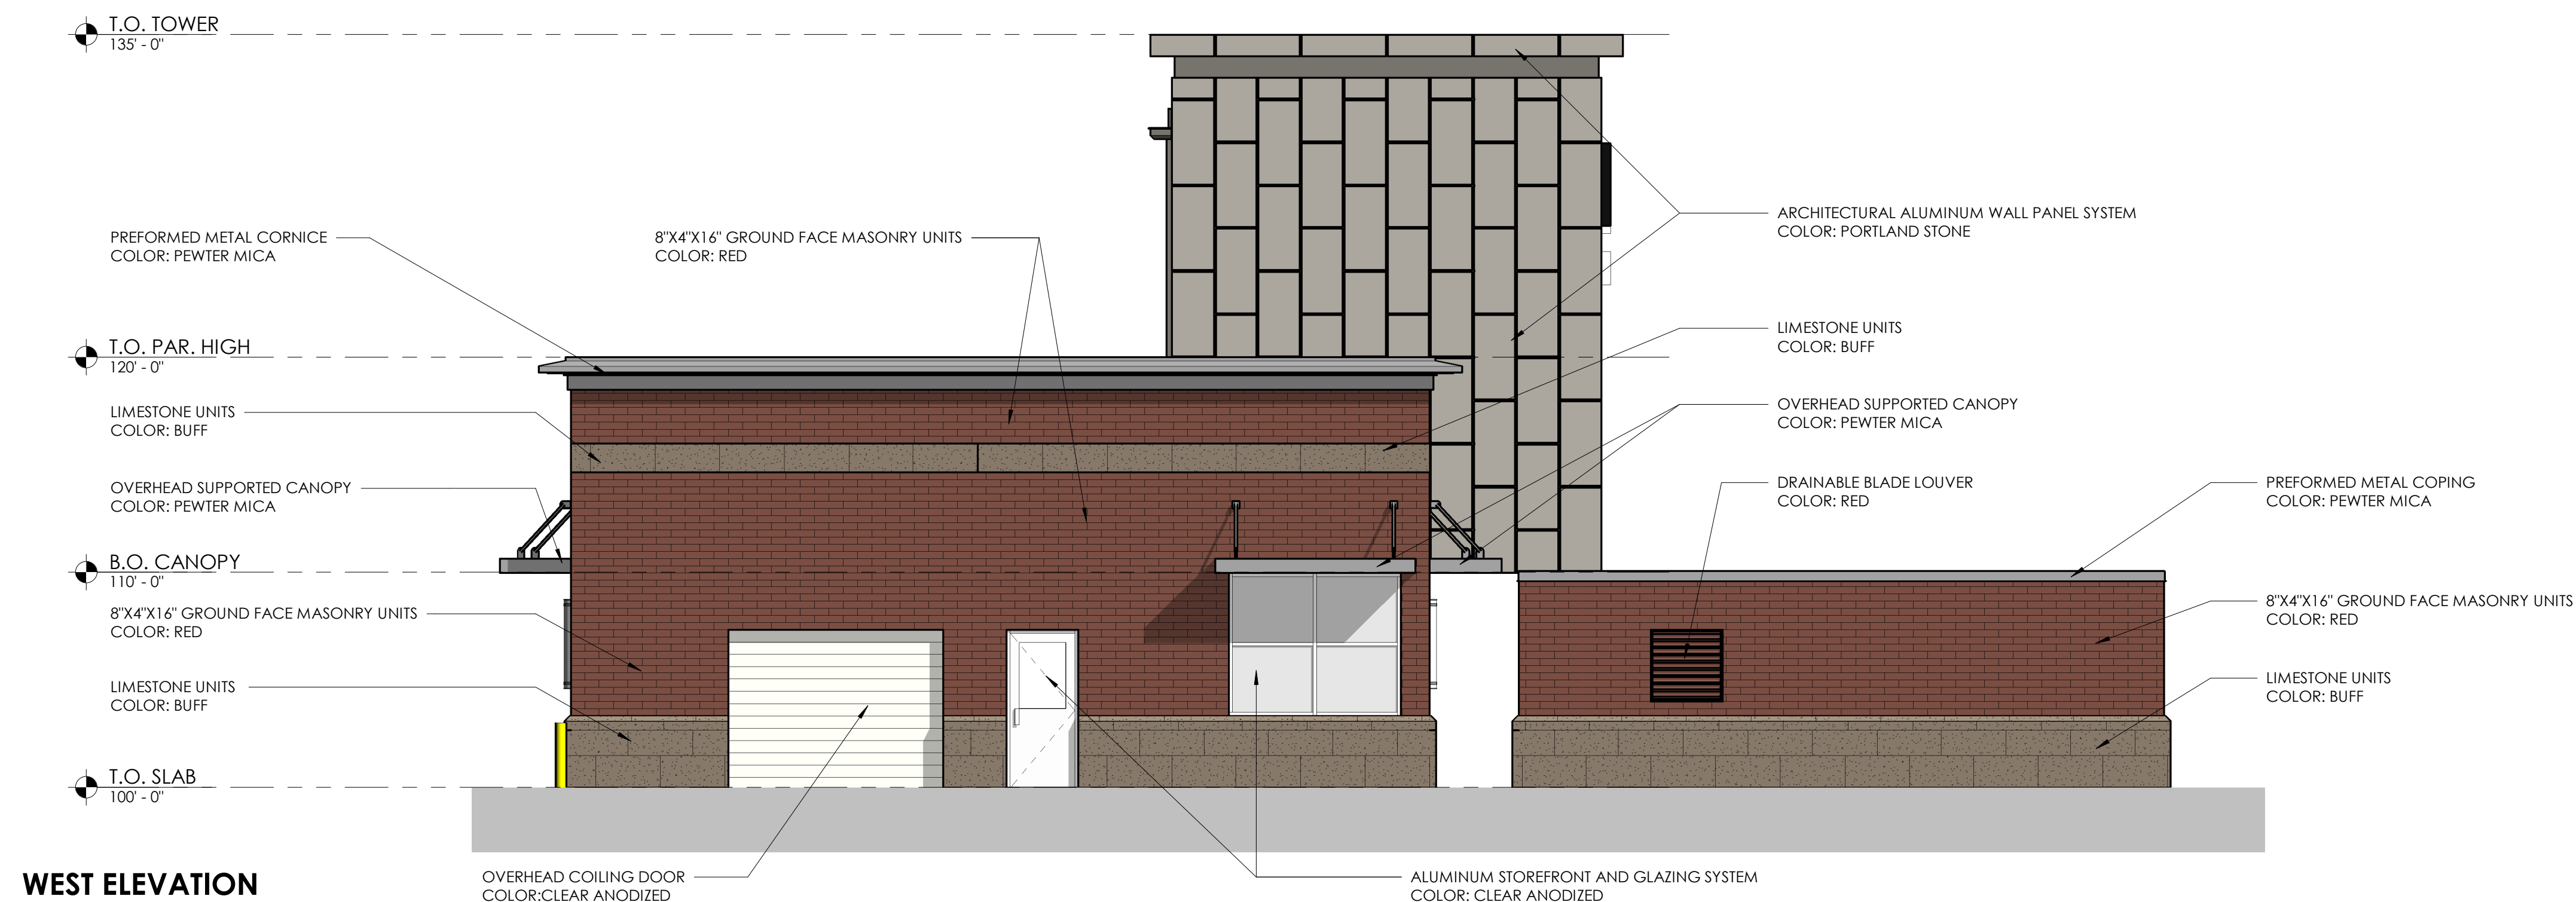 T.O. TOWER
135' - 0"
T.O. PAR. HIGH
120' - 0"
B.O. CANOPY
110' - 0"
T.O. SLAB
100' - 0"
PREFORMED METAL CORNICE
COLOR: PEWTER MICA
LIMESTONE UNITS
COLOR: BUFF
OVERHEAD SUPPORTED CANOPY
COLOR: PEWTER MICA
8"X4"X16" GROUND FACE MASONRY UNITS
COLOR: RED
LIMESTONE UNITS
COLOR: BUFF
8"X4"X16" GROUND FACE MASONRY UNITS
COLOR: RED
ARCHITECTURAL ALUMINUM WALL PANEL SYSTEM
COLOR: PORTLAND STONE
LIMESTONE UNITS
COLOR: BUFF
OVERHEAD SUPPORTED CANOPY
COLOR: PEWTER MICA
DRAINABLE BLADE LOUVER
COLOR: RED
PREFORMED METAL COPING
COLOR: PEWTER MICA
8"X4"X16" GROUND FACE MASONRY UNITS
COLOR: RED
LIMESTONE UNITS
COLOR: BUFF
OVERHEAD COILING DOOR
COLOR:CLEAR ANODIZED
ALUMINUM STOREFRONT AND GLAZING SYSTEM
COLOR: CLEAR ANODIZED
WEST ELEVATION